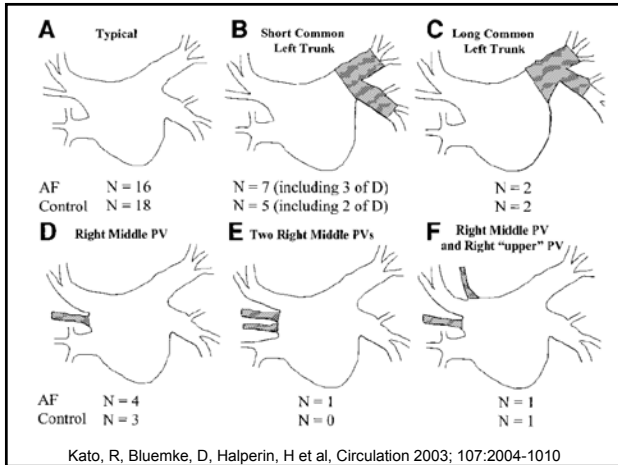 A Typical
B Short Common
Left Trunk
C Long Common
Left Trunk
AF N = 16
Control N = 18
N = 7 (including 3 of D)
N = 5 (including 2 of D)
N = 2
N = 2
D Right Middle PV
E Two Right Middle PVs
F Right Middle PV
and Right "upper" PV
AF N = 4
Control N = 3
N = 1
N = 0
N = 1
N = 1
Kato, R, Bluemke, D, Halperin, H et al, Circulation 2003; 107:2004-1010